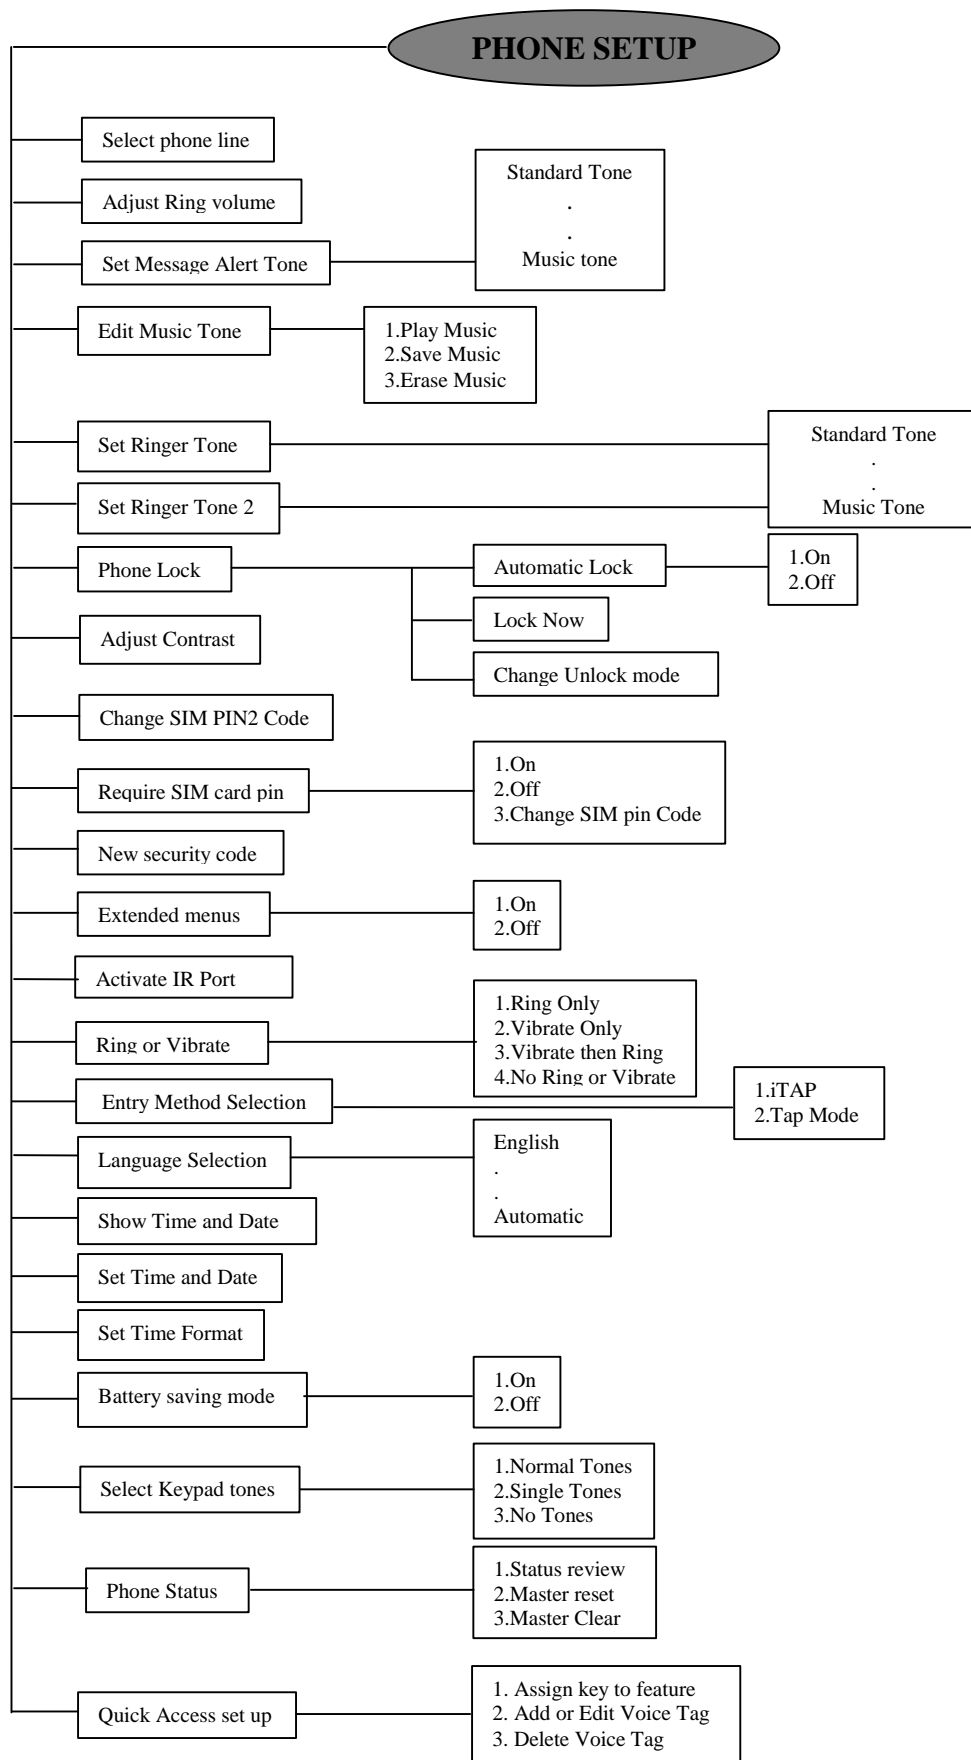 PHONE SETUP
Select phone line
Standard Tone
.
.
Music tone
Adjust Ring volume
Set Message Alert Tone
Edit Music Tone
1.Play Music
2.Save Music
3.Erase Music
Set Ringer Tone
Standard Tone
.
.
Music Tone
Set Ringer Tone 2
Phone Lock
Automatic Lock
1.On
2.Off
Lock Now
Change Unlock mode
Adjust Contrast
Change SIM PIN2 Code
Require SIM card pin
1.On
2.Off
3.Change SIM pin Code
New security code
Extended menus
1.On
2.Off
Activate IR Port
Ring or Vibrate
1.Ring Only
2.Vibrate Only
3.Vibrate then Ring
4.No Ring or Vibrate
Entry Method Selection
1.iTAP
2.Tap Mode
Language Selection
English
.
.
Automatic
Show Time and Date
Set Time and Date
Set Time Format
Battery saving mode
1.On
2.Off
Select Keypad tones
1.Normal Tones
2.Single Tones
3.No Tones
Phone Status
1.Status review
2.Master reset
3.Master Clear
Quick Access set up
1. Assign key to feature
2. Add or Edit Voice Tag
3. Delete Voice Tag